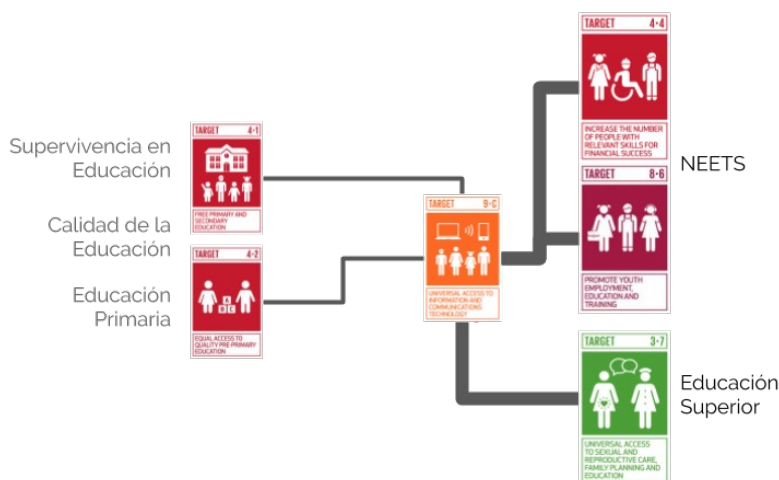 Supervivencia en
Educación
Calidad de la
Educación
Educación
Primaria
TARGET 4·1
FREE PRIMARY AND
SECONDARY
EDUCATION
TARGET 4·2
A
B C
EQUAL ACCESS TO
QUALITY PRE-PRIMARY
EDUCATION
TARGET 9·C
UNIVERSAL ACCESS TO
INFORMATION AND
COMMUNICATIONS
TECHNOLOGY
TARGET 4·4
INCREASE THE NUMBER
OF PEOPLE WITH
RELEVANT SKILLS FOR
FINANCIAL SUCCESS
NEETS
TARGET 8·6
PROMOTE YOUTH
EMPLOYMENT,
EDUCATION AND
TRAINING
TARGET 3·7
UNIVERSAL ACCESS
TO SEXUAL AND
REPRODUCTIVE CARE,
FAMILY PLANNING AND
EDUCATION
Educación
Superior